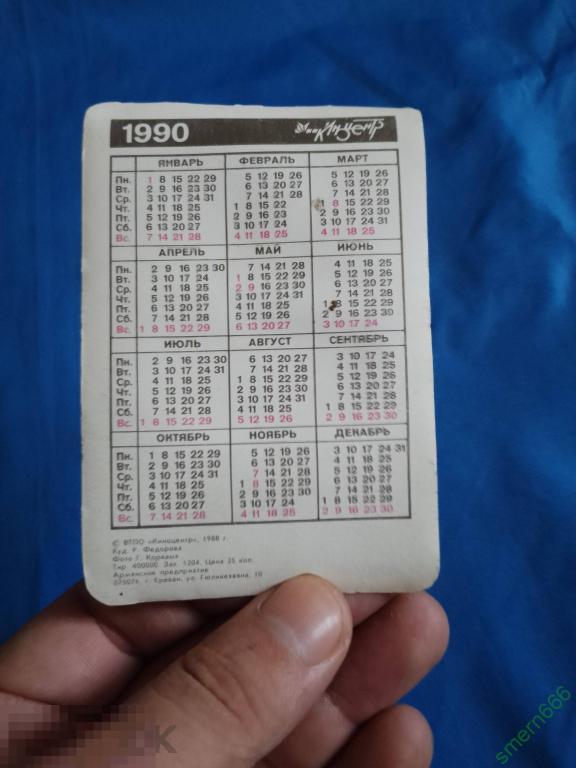 1990 Киноцентр
ЯНВАРЬ ФЕВРАЛЬ МАРТ
Пн. 1 8 15 22 29 5 12 19 26 5 12 19 26
Вт. 2 9 16 23 30 6 13 20 27 6 13 20 27
Ср. 3 10 17 24 31 7 14 21 28 7 14 21 28
Чт. 4 11 18 25 1 8 15 22 1 8 15 22 29
Пт. 5 12 19 26 2 9 16 23 2 9 16 23 30
Сб. 6 13 20 27 3 10 17 24 3 10 17 24 31
Вс. 7 14 21 28 4 11 18 25 4 11 18 25
АПРЕЛЬ МАЙ ИЮНЬ
Пн. 2 9 16 23 30 7 14 21 28 4 11 18 25
Вт. 3 10 17 24 1 8 15 22 29 5 12 19 26
Ср. 4 11 18 25 2 9 16 23 30 6 13 20 27
Чт. 5 12 19 26 3 10 17 24 31 7 14 21 28
Пт. 6 13 20 27 4 11 18 25 1 8 15 22 29
Сб. 7 14 21 28 5 12 19 26 2 9 16 23 30
Вс. 1 8 15 22 29 6 13 20 27 3 10 17 24
ИЮЛЬ АВГУСТ СЕНТЯБРЬ
Пн. 2 9 16 23 30 6 13 20 27 3 10 17 24
Вт. 3 10 17 24 31 7 14 21 28 4 11 18 25
Ср. 4 11 18 25 1 8 15 22 29 5 12 19 26
Чт. 5 12 19 26 2 9 16 23 30 6 13 20 27
Пт. 6 13 20 27 3 10 17 24 31 7 14 21 28
Сб. 7 14 21 28 4 11 18 25 1 8 15 22 29
Вс. 1 8 15 22 29 5 12 19 26 2 9 16 23 30
ОКТЯБРЬ НОЯБРЬ ДЕКАБРЬ
Пн. 1 8 15 22 29 5 12 19 26 3 10 17 24 31
Вт. 2 9 16 23 30 6 13 20 27 4 11 18 25
Ср. 3 10 17 24 31 7 14 21 28 5 12 19 26
Чт. 4 11 18 25 1 8 15 22 29 6 13 20 27
Пт. 5 12 19 26 2 9 16 23 30 7 14 21 28
Сб. 6 13 20 27 3 10 17 24 1 8 15 22 29
Вс. 7 14 21 28 4 11 18 25 2 9 16 23 30
© ВТПО «Киноцентр», 1988 г.
Худ. Р. Федорова
Фото Г.
Тир. 400000. Зак. 1204. Цена 35 коп.
Армянское предприятие
375076, г. Ереван, ул. 10
4
smern666